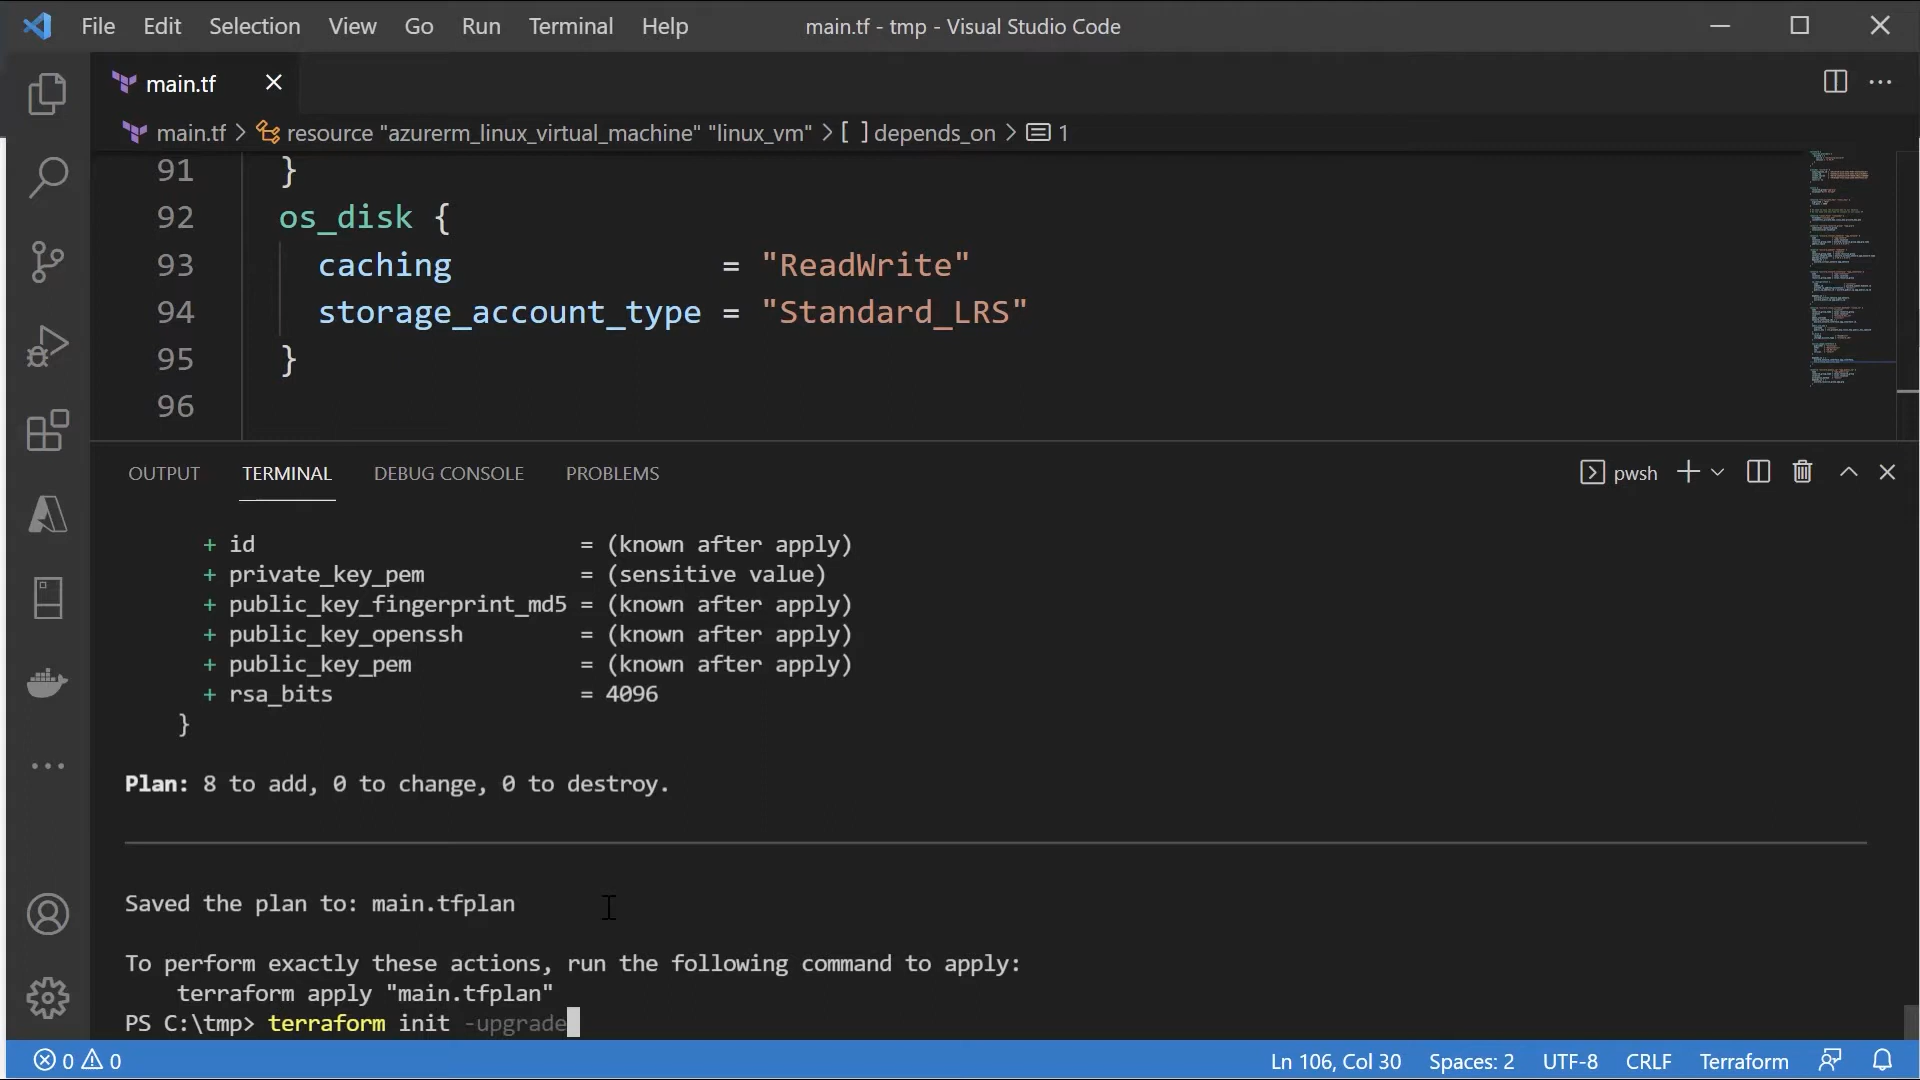 File Edit Selection View Go Run Terminal Help main.tf - tmp - Visual Studio Code
main.tf
main.tf > resource "azurerm_linux_virtual_machine" "linux_vm" > [ ] depends_on > 1
91 }
92 os_disk {
93 caching = "ReadWrite"
94 storage_account_type = "Standard_LRS"
95 }
96
OUTPUT TERMINAL DEBUG CONSOLE PROBLEMS pwsh
+ id = (known after apply)
+ private_key_pem = (sensitive value)
+ public_key_fingerprint_md5 = (known after apply)
+ public_key_openssh = (known after apply)
+ public_key_pem = (known after apply)
+ rsa_bits = 4096
}
Plan: 8 to add, 0 to change, 0 to destroy.
Saved the plan to: main.tfplan
To perform exactly these actions, run the following command to apply:
terraform apply "main.tfplan"
PS C:\tmp> terraform init -upgrade
0 0 Ln 106, Col 30 Spaces: 2 UTF-8 CRLF Terraform